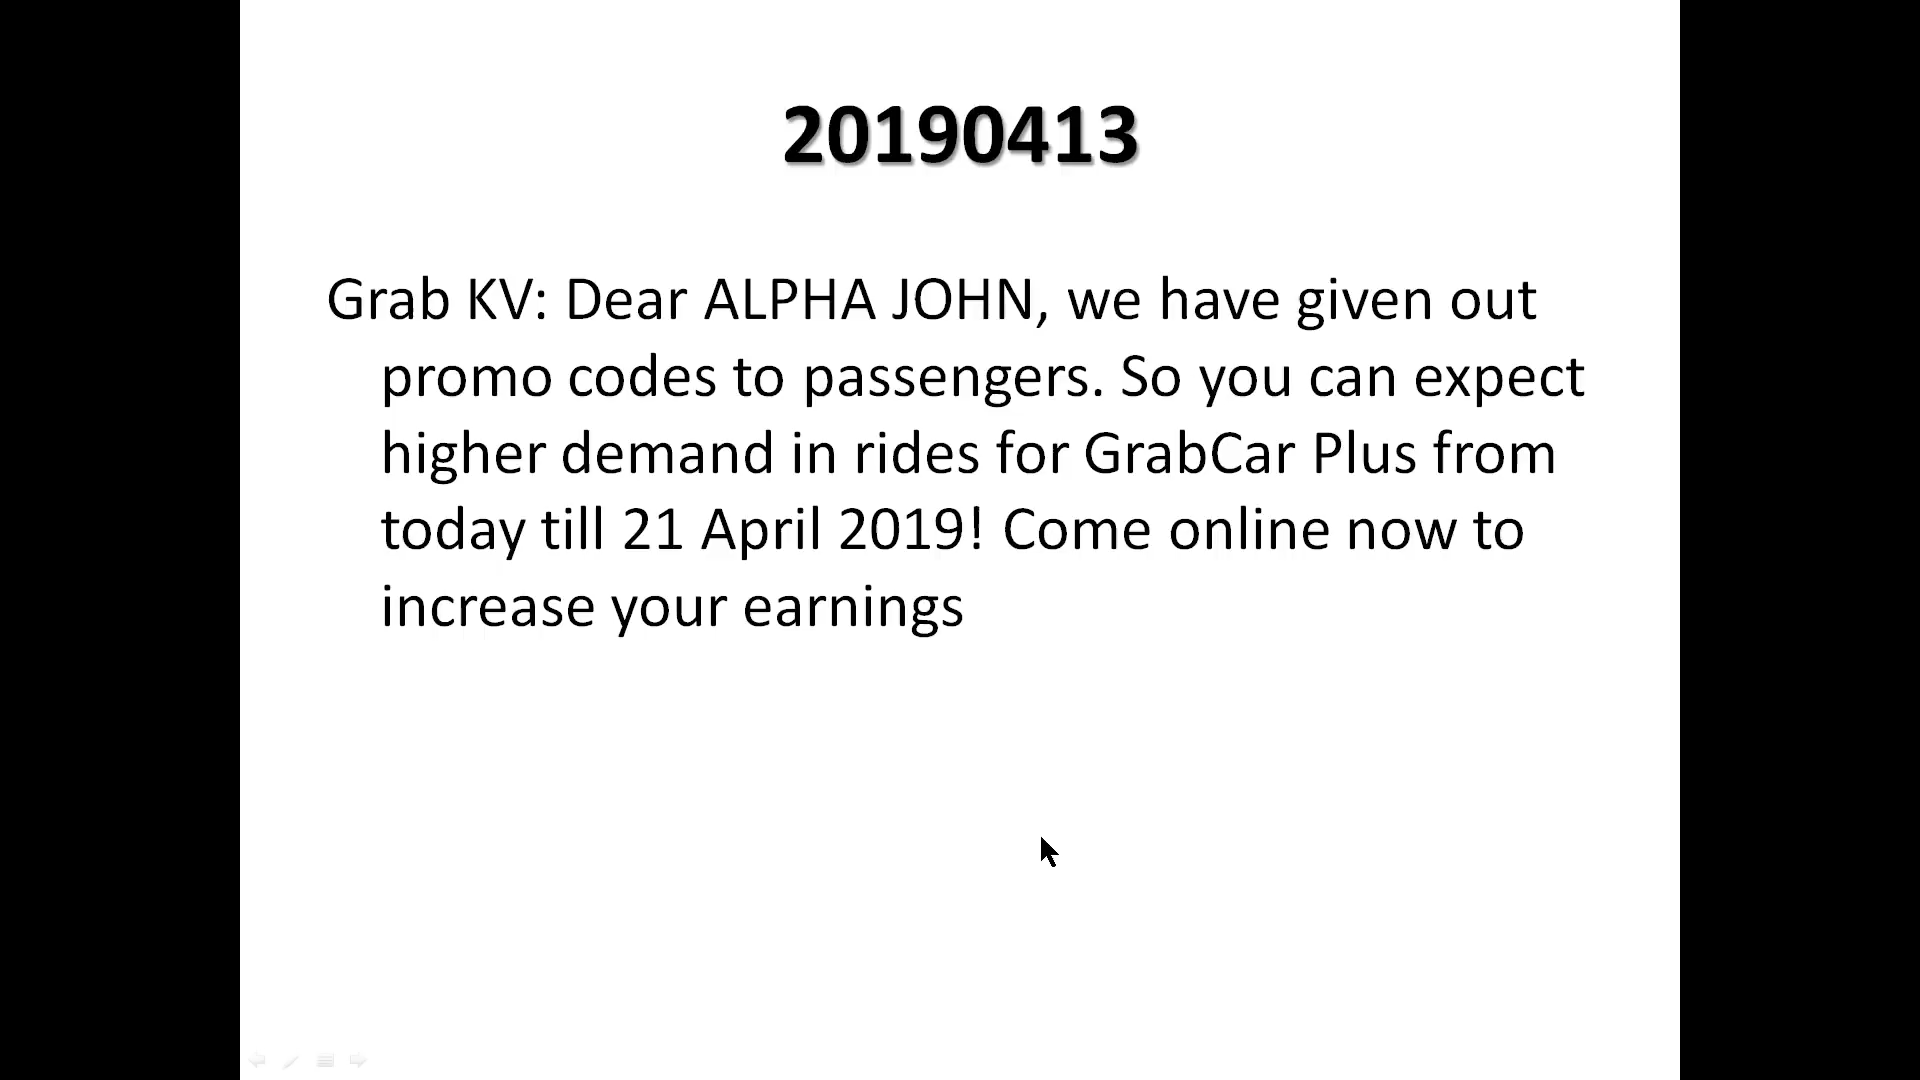 20190413
Grab KV: Dear ALPHA JOHN, we have given out
promo codes to passengers. So you can expect
higher demand in rides for GrabCar Plus from
today till 21 April 2019! Come online now to
increase your earnings